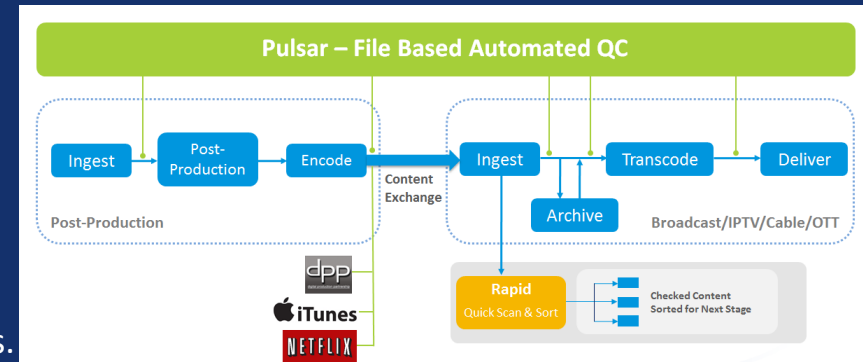 Pulsar – File Based Automated QC
Ingest
Post-
Production
Encode
Content
Exchange
Post-Production
Ingest
Transcode
Deliver
Archive
Broadcast/IPTV/Cable/OTT
dpp
iTunes
NETFLIX
Rapid
Quick Scan & Sort
Checked Content
Sorted for Next Stage
s.